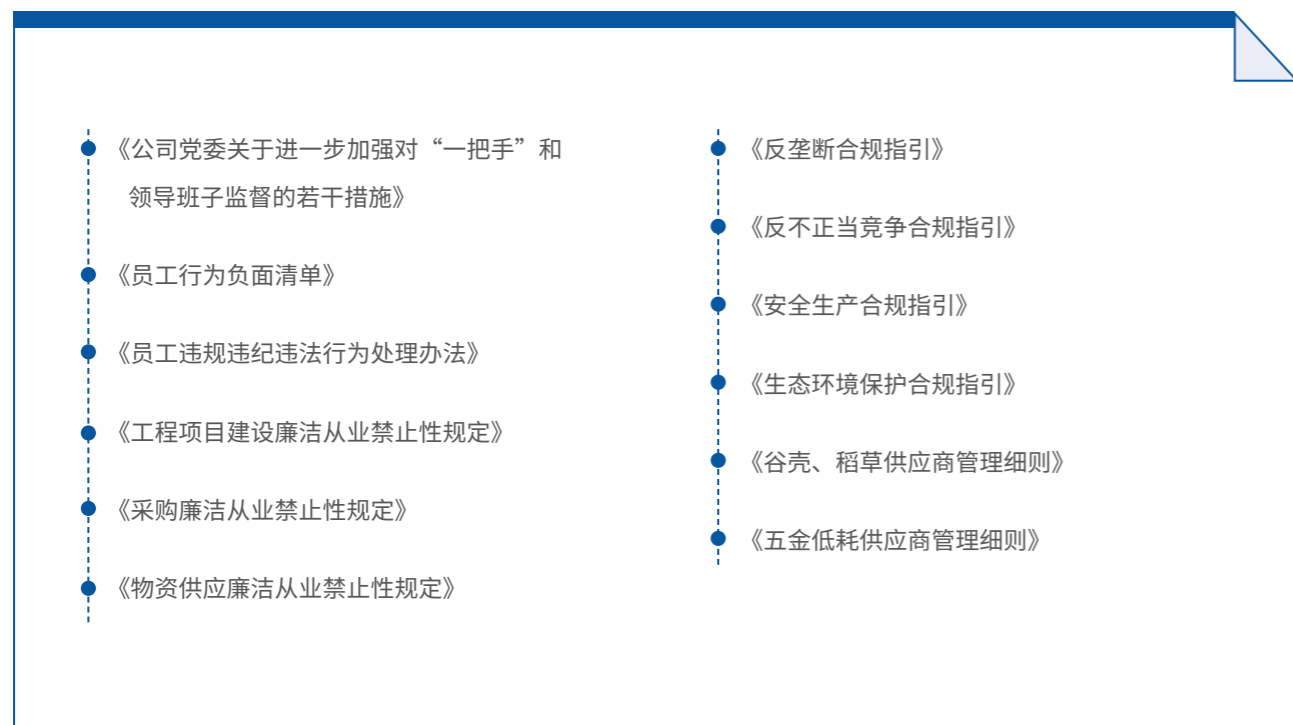 《公司党委关于进一步加强对“一把手”和
领导班子监督的若干措施》
《员工行为负面清单》
《员工违规违纪违法行为处理办法》
《工程项目建设廉洁从业禁止性规定》
《采购廉洁从业禁止性规定》
《物资供应廉洁从业禁止性规定》
《反垄断合规指引》
《反不正当竞争合规指引》
《安全生产合规指引》
《生态环境保护合规指引》
《谷壳、稻草供应商管理细则》
《五金低耗供应商管理细则》